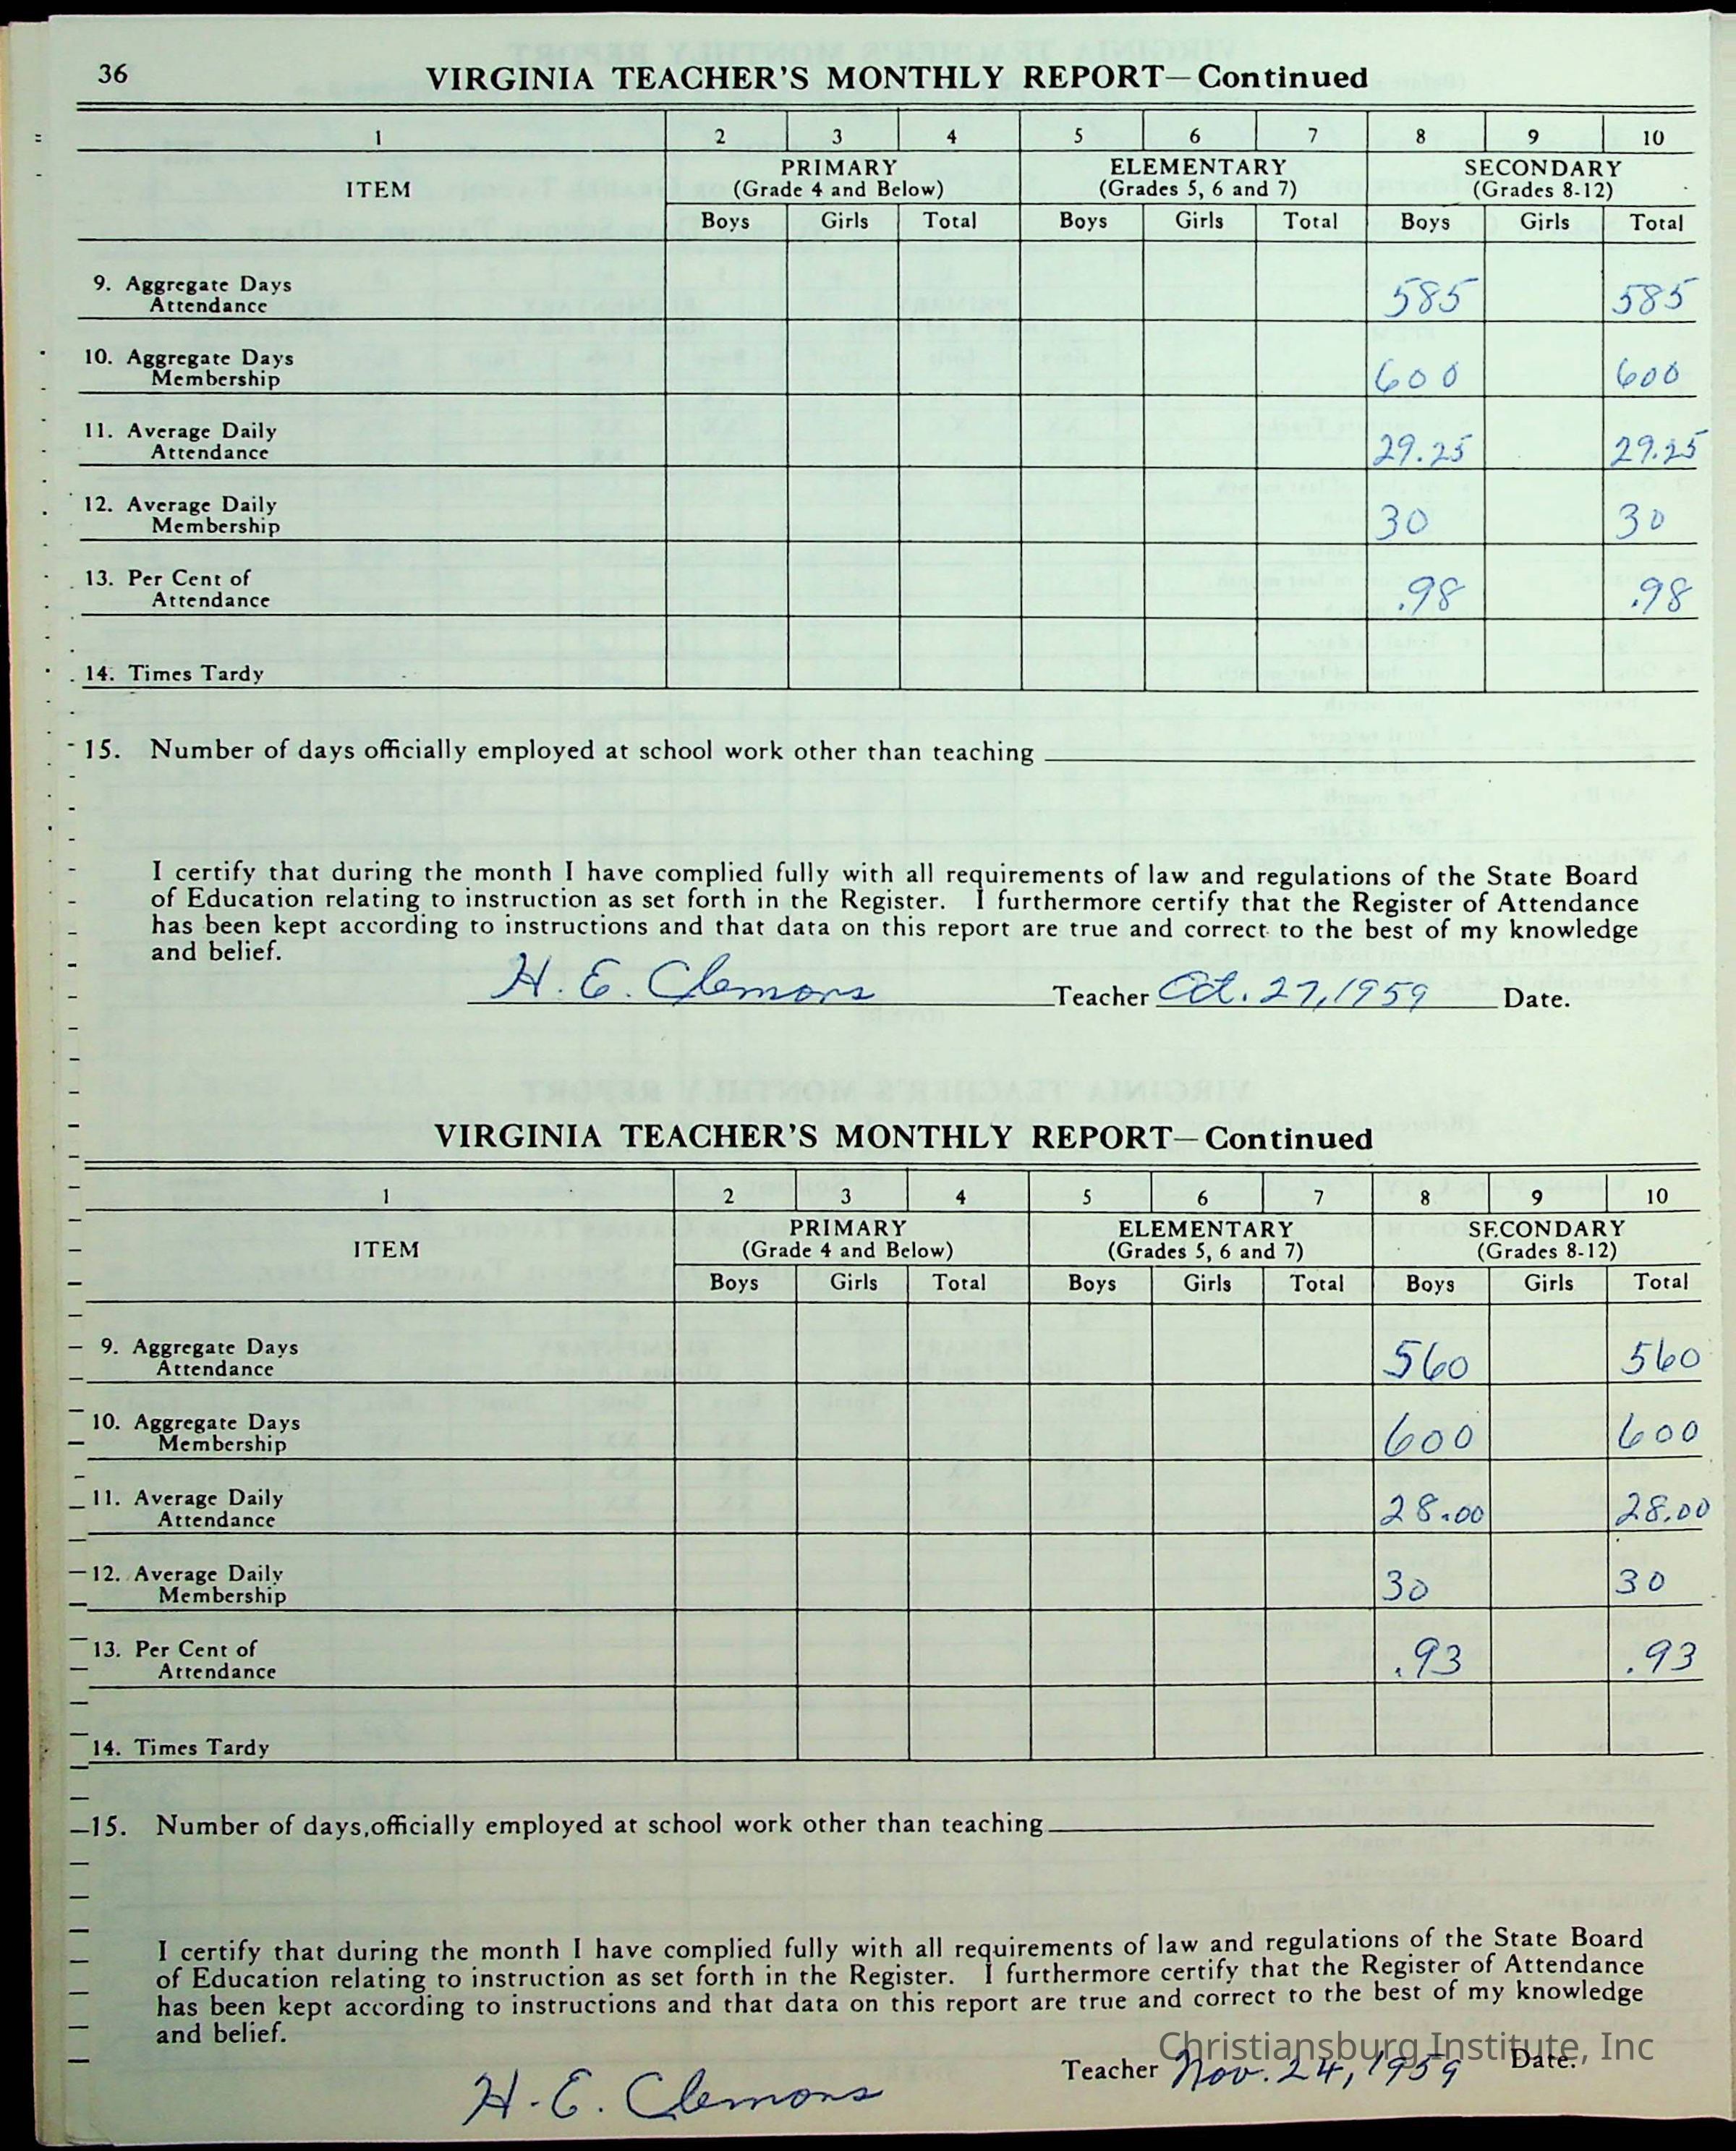 36
VIRGINIA TEACHER'S MONTHLY REPORT—Continued
1 2 3 4 5 6 7 8 9 10
ITEM PRIMARY ELEMENTARY SECONDARY
(Grade 4 and Below) (Grades 5, 6 and 7) (Grades 8-12)
Boys Girls Total Boys Girls Total Boys Girls Total
9. Aggregate Days
Attendance 585 585
10. Aggregate Days
Membership 600 600
11. Average Daily
Attendance 29.25 29.25
12. Average Daily
Membership 30 30
13. Per Cent of
Attendance .98 .98
14. Times Tardy
15. Number of days officially employed at school work other than teaching
I certify that during the month I have complied fully with all requirements of law and regulations of the State Board
of Education relating to instruction as set forth in the Register. I furthermore certify that the Register of Attendance
has been kept according to instructions and that data on this report are true and correct to the best of my knowledge
and belief.
H. E. Clemons Teacher Oct. 27, 1959 Date.
VIRGINIA TEACHER'S MONTHLY REPORT—Continued
1 2 3 4 5 6 7 8 9 10
ITEM PRIMARY ELEMENTARY SECONDARY
(Grade 4 and Below) (Grades 5, 6 and 7) (Grades 8-12)
Boys Girls Total Boys Girls Total Boys Girls Total
9. Aggregate Days
Attendance 560 560
10. Aggregate Days
Membership 600 600
11. Average Daily
Attendance 28.00 28.00
12. Average Daily
Membership 30 30
13. Per Cent of
Attendance .93 .93
14. Times Tardy
15. Number of days, officially employed at school work other than teaching
I certify that during the month I have complied fully with all requirements of law and regulations of the State Board
of Education relating to instruction as set forth in the Register. I furthermore certify that the Register of Attendance
has been kept according to instructions and that data on this report are true and correct to the best of my knowledge
and belief.
Christiansburg Institute, Inc
H. E. Clemons Teacher Nov. 24, 1959 Date.